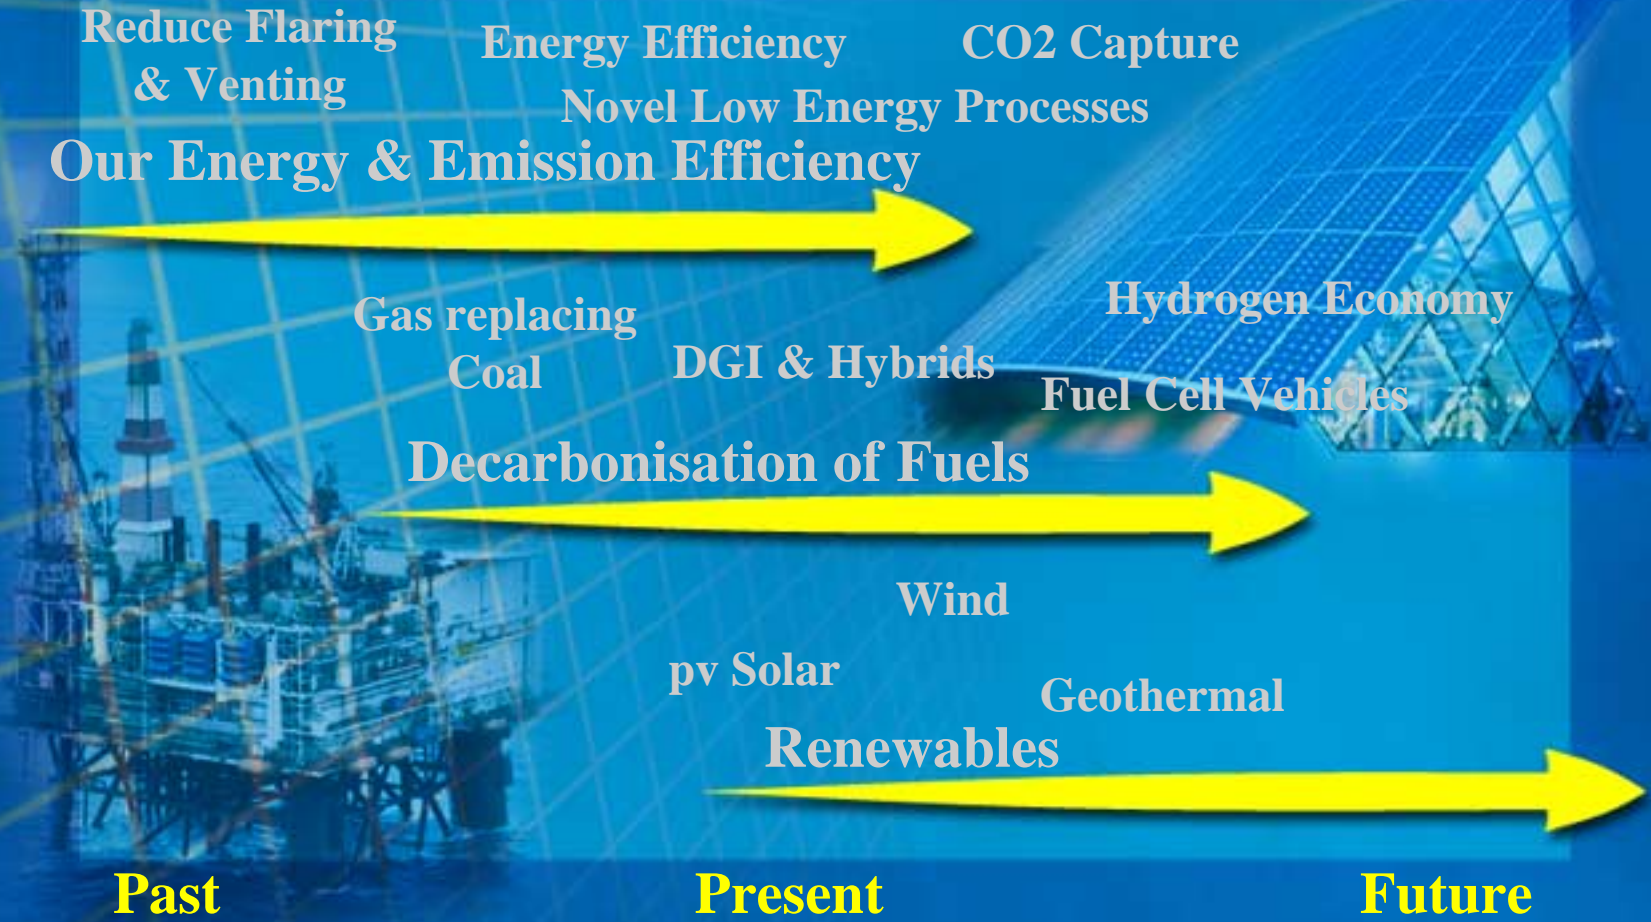 Reduce Flaring
& Venting
Energy Efficiency
CO2 Capture
Novel Low Energy Processes
Our Energy & Emission Efficiency
Gas replacing
Coal
DGI & Hybrids
Hydrogen Economy
Fuel Cell Vehicles
Decarbonisation of Fuels
Wind
pv Solar
Geothermal
Renewables
Past
Present
Future